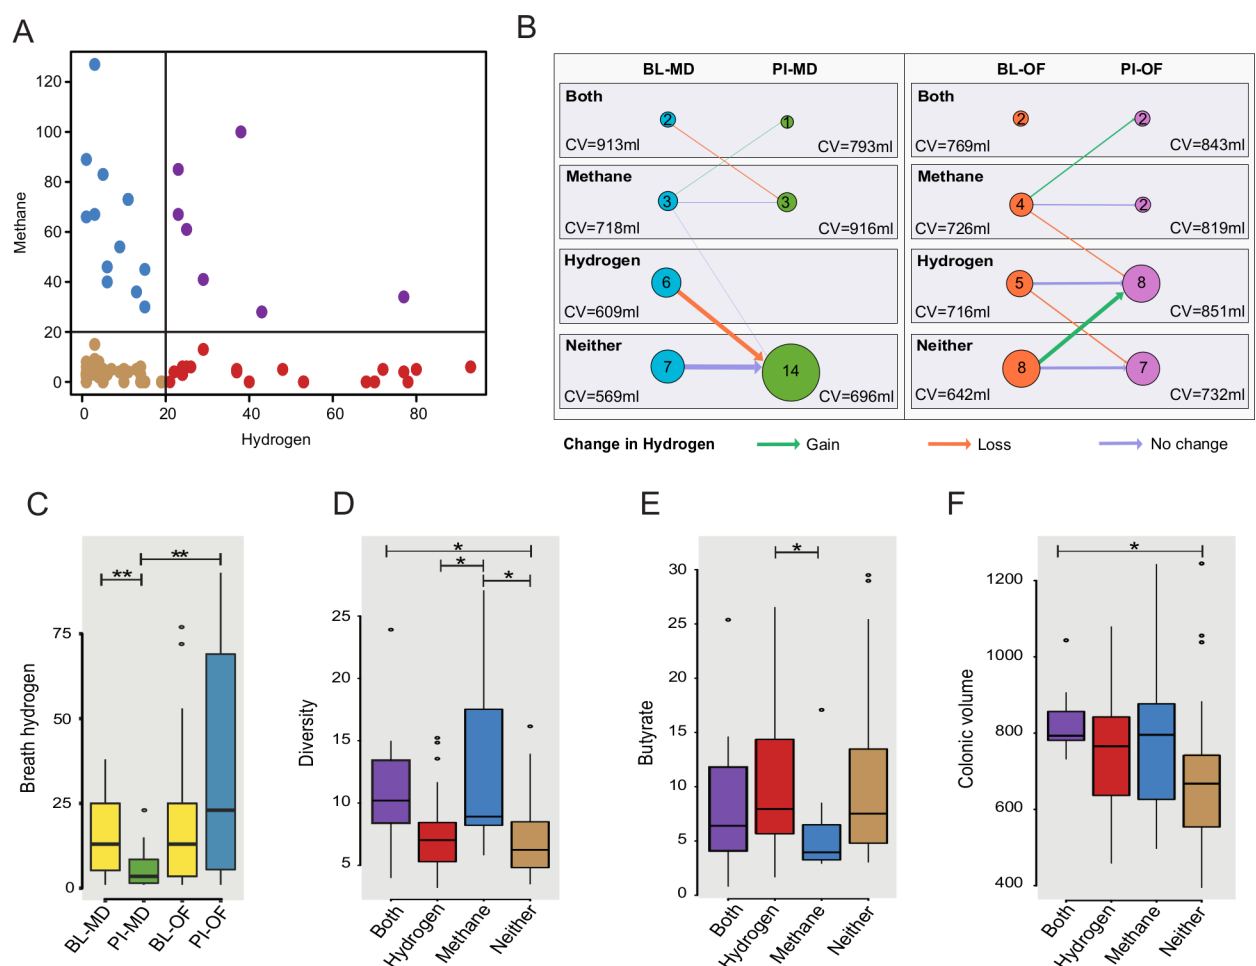 A
Methane
120
100
80
60
40
20
0
0 20 40 60 80
Hydrogen
B
BL-MD PI-MD BL-OF PI-OF
Both Both
2 1 2 2
CV=913ml CV=793ml CV=769ml CV=843ml
Methane Methane
3 3 4 2
CV=718ml CV=916ml CV=726ml CV=819ml
Hydrogen Hydrogen
6 5 8
CV=609ml CV=716ml CV=851ml
Neither Neither
7 14 8 7
CV=569ml CV=696ml CV=642ml CV=732ml
Change in Hydrogen Gain Loss No change
C
Breath hydrogen
** **
75
50
25
0
BL-MD PI-MD BL-OF PI-OF
D
Diversity
*
* *
25
20
15
10
5
Both Hydrogen Methane Neither
E
Butyrate
*
30
25
20
15
10
5
0
Both Hydrogen Methane Neither
F
Colonic volume
*
1200
1000
800
600
400
Both Hydrogen Methane Neither